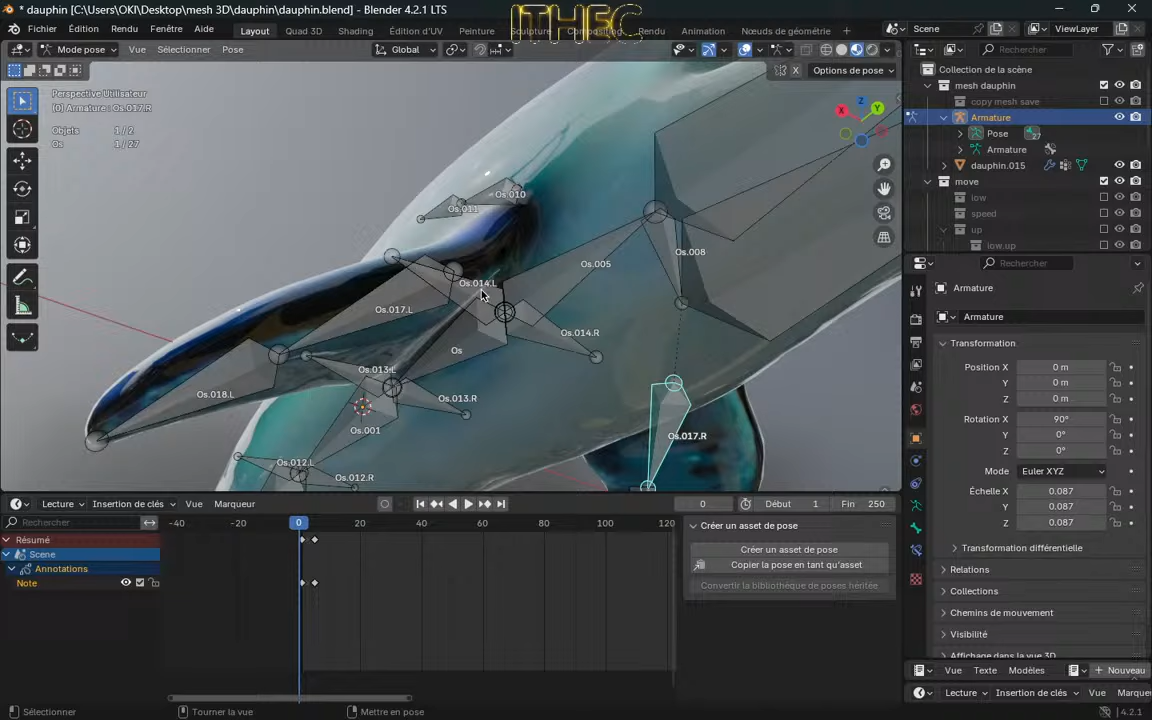 * dauphin [C:\Users\OKI\Desktop\mesh 3D\dauphin\dauphin.blend] - Blender 4.2.1 LTS
ITHEC
Fichier Édition Rendu Fenêtre Aide Layout Quad 3D Shading Édition d'UV Peinture Sculpture Rendu Animation Nœuds de géométrie Scene ViewLayer
Mode pose Vue Sélectionner Pose Global Rechercher
X Options de pose
Perspective Utilisateur
(0) Armature : Os.017.R
Objets 1/2
Os 1/27
X Y Z
Os.010
Os.011
Os.008
Os.005
Os.014.L
Os.017.L
Os.014.R
Os
Os.013.L
Os.018.L
Os.013.R
Os.001
Os.017.R
Os.012.L
Os.012.R
Collection de la scène
mesh dauphin
copy mesh save
Armature
Pose 27
Armature
dauphin.015
move
low
speed
up
low.up
Rechercher
Armature
Armature
Transformation
Position X 0 m
Y 0 m
Z 0 m
Rotation X 90°
Y 0°
Z 0°
Mode Euler XYZ
Échelle X 0.087
Y 0.087
Z 0.087
Transformation différentielle
Relations
Collections
Chemins de mouvement
Visibilité
Affichage dans la vue 3D
Vue Texte Modèles Nouveau
Lecture Insertion de clés Vue Marque
Lecture Insertion de clés Vue Marqueur 0 Début 1 Fin 250
Rechercher -40 -20 0 20 40 60 80 100 120
Résumé
Scene
Annotations
Note
Créer un asset de pose
Créer un asset de pose
Copier la pose en tant qu'asset
Convertir la bibliothèque de poses héritée
Sélectionner Tourner la vue Mettre en pose 4.2.1